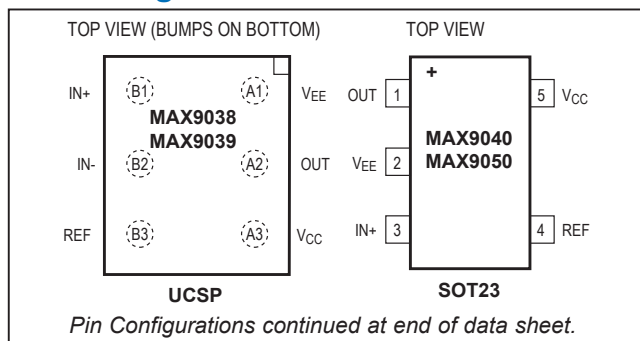 TOP VIEW (BUMPS ON BOTTOM)
TOP VIEW
IN+ B1 A1 VEE
MAX9038
MAX9039
IN- B2 A2 OUT
REF B3 A3 VCC
UCSP
+
OUT 1 5 VCC
MAX9040
MAX9050
VEE 2
IN+ 3 4 REF
SOT23
Pin Configurations continued at end of data sheet.